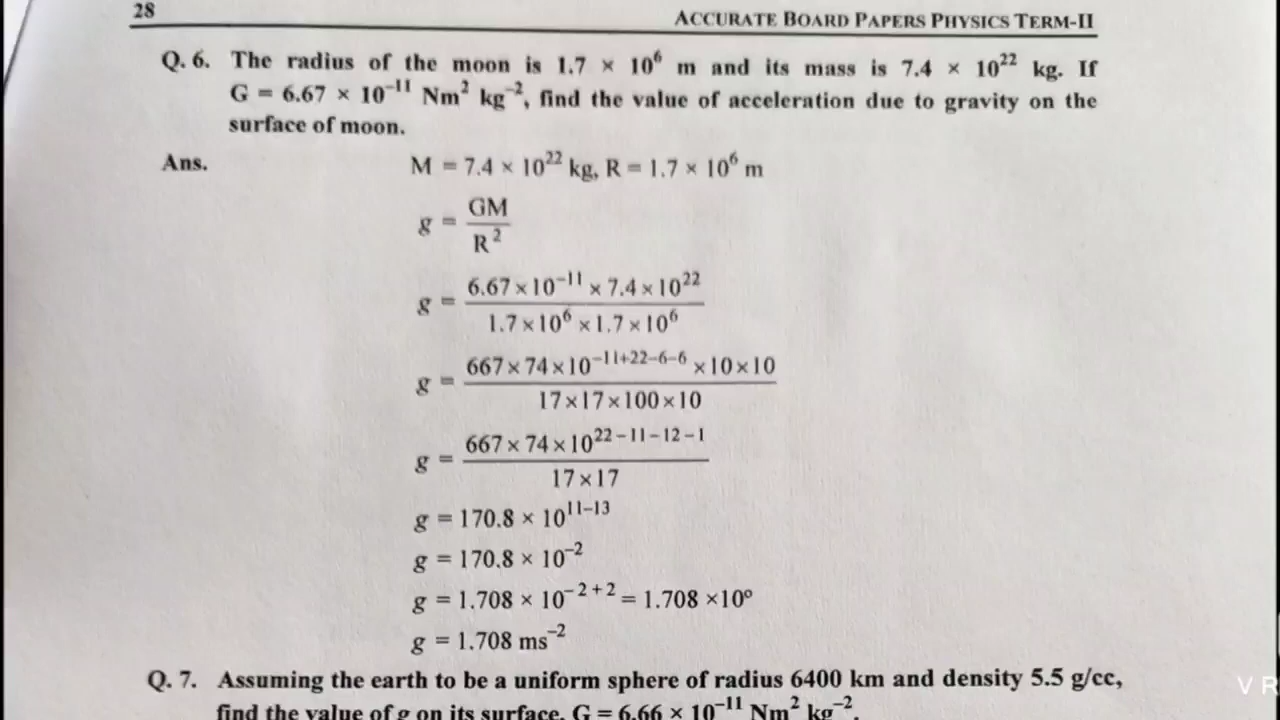 28
ACCURATE BOARD PAPERS PHYSICS TERM-II
Q. 6. The radius of the moon is 1.7 × 10⁶ m and its mass is 7.4 × 10²² kg. If
G = 6.67 × 10⁻¹¹ Nm² kg⁻², find the value of acceleration due to gravity on the
surface of moon.
Ans. M = 7.4 × 10²² kg, R = 1.7 × 10⁶ m
g = GM / R²
g = 6.67 × 10⁻¹¹ × 7.4 × 10²² / 1.7 × 10⁶ × 1.7 × 10⁶
g = 667 × 74 × 10⁻¹¹⁺²²⁻⁶⁻⁶ × 10 × 10 / 17 × 17 × 100 × 10
g = 667 × 74 × 10²²⁻¹¹⁻¹²⁻¹ / 17 × 17
g = 170.8 × 10¹¹⁻¹³
g = 170.8 × 10⁻²
g = 1.708 × 10⁻²⁺² = 1.708 ×10°
g = 1.708 ms⁻²
Q. 7. Assuming the earth to be a uniform sphere of radius 6400 km and density 5.5 g/cc,
find the value of g on its surface. G = 6.66 × 10⁻¹¹ Nm² kg⁻².
V R